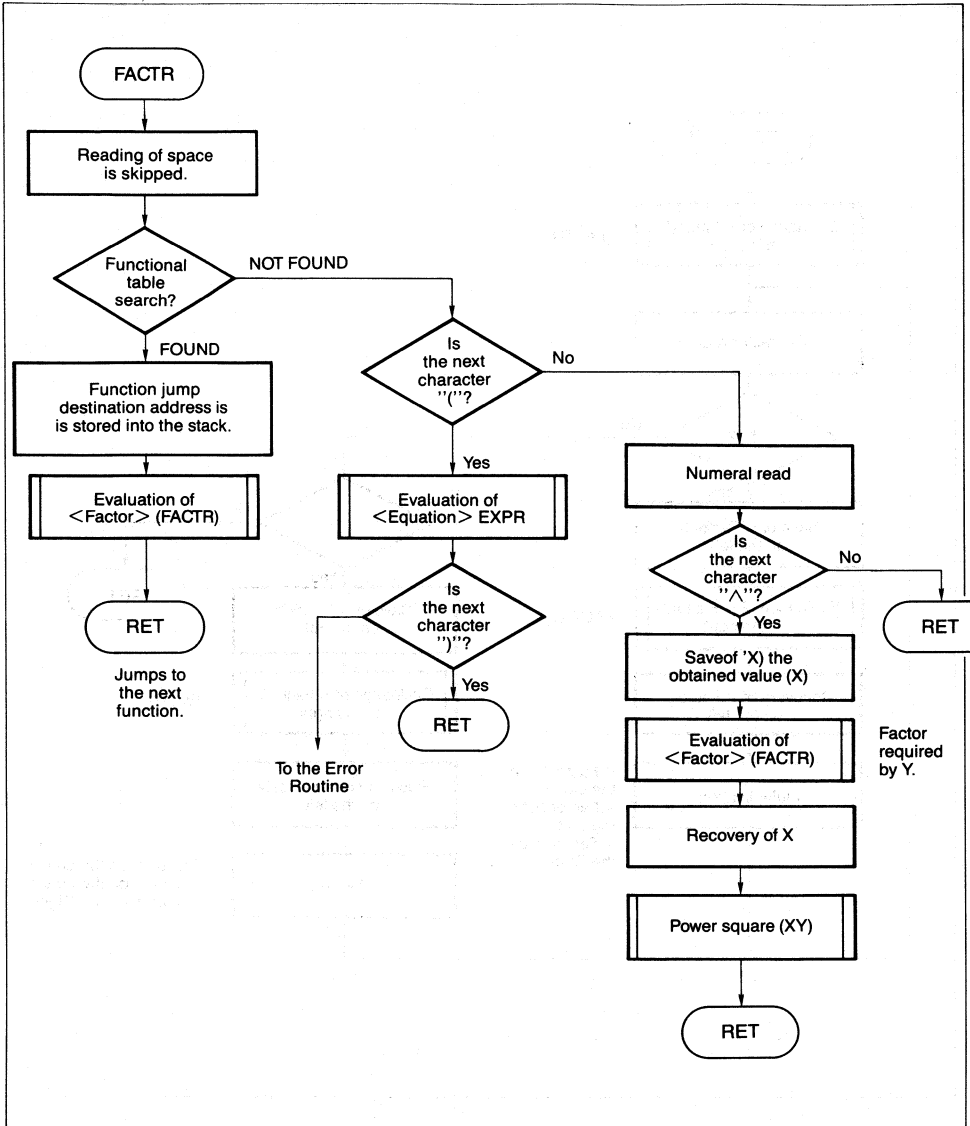 FACTR
Reading of space
is skipped.
Functional
table
search?
NOT FOUND
FOUND
Function jump
destination address is
is stored into the stack.
Evaluation of
<Factor> (FACTR)
RET
Jumps to
the next
function.
Is
the next
character
"("?
No
Yes
Evaluation of
<Equation> EXPR
Is
the next
character
")"?
Yes
RET
To the Error
Routine
Numeral read
Is
the next
character
"∧"?
No
RET
Yes
Saveof 'X) the
obtained value (X)
Evaluation of
<Factor> (FACTR)
Factor
required
by Y.
Recovery of X
Power square (XY)
RET